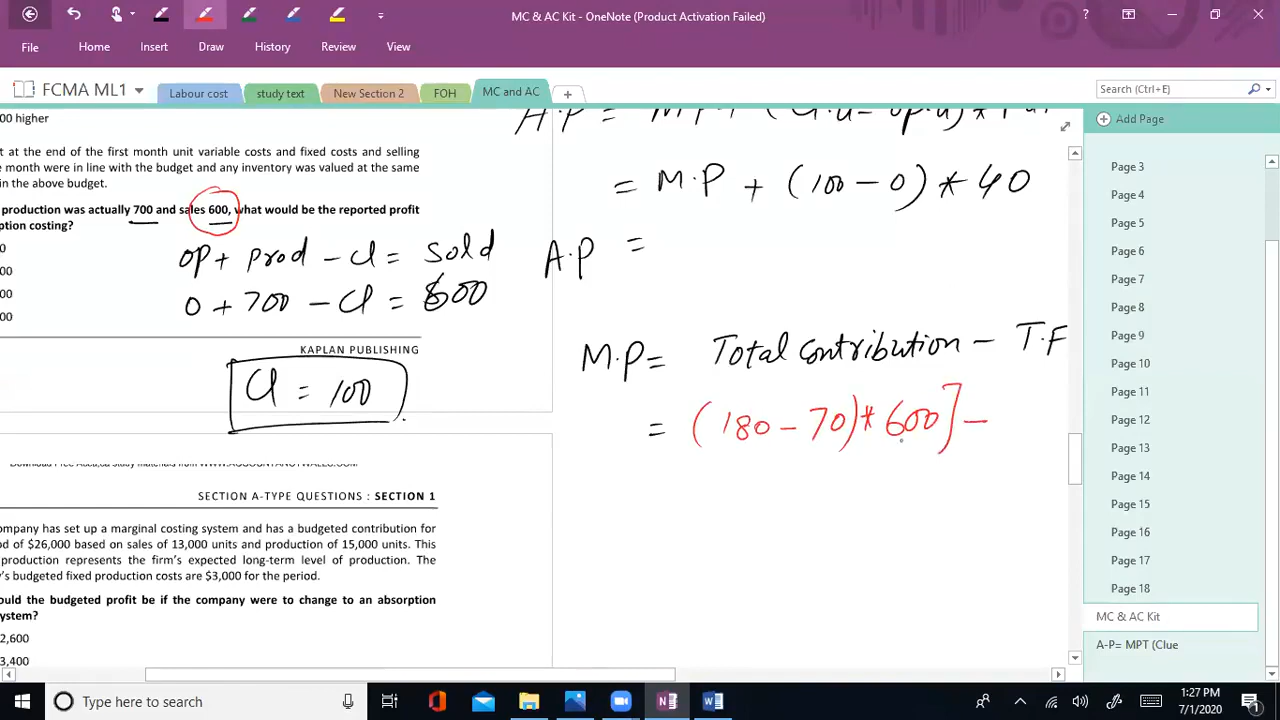 MC & AC Kit - OneNote (Product Activation Failed)
File Home Insert Draw History Review View
FCMA ML1 Labour cost study text New Section 2 FOH MC and AC
Search (Ctrl+E)
Add Page
Page 3
Page 4
Page 5
Page 6
Page 7
Page 8
Page 9
Page 10
Page 11
Page 12
Page 13
Page 14
Page 15
Page 16
Page 17
Page 18
MC & AC Kit
A-P= MPT (Clue
00 higher
t at the end of the first month unit variable costs and fixed costs and selling
e month were in line with the budget and any inventory was valued at the same
in the above budget.
production was actually 700 and sales 600, what would be the reported profit
ption costing?
0
00
00
00
op + prod - Cl = Sold
0 + 700 - Cl = 600
KAPLAN PUBLISHING
Cl = 100
SECTION A-TYPE QUESTIONS : SECTION 1
ompany has set up a marginal costing system and has a budgeted contribution for
od of $26,000 based on sales of 13,000 units and production of 15,000 units. This
production represents the firm's expected long-term level of production. The
y's budgeted fixed production costs are $3,000 for the period.
ould the budgeted profit be if the company were to change to an absorption
system?
2,600
3,400
A.P =
= M.P + (100 - 0) * 40
A.P =
M.P = Total contribution - T.F
= (180 - 70) * 600] -
Type here to search
1:27 PM
7/1/2020